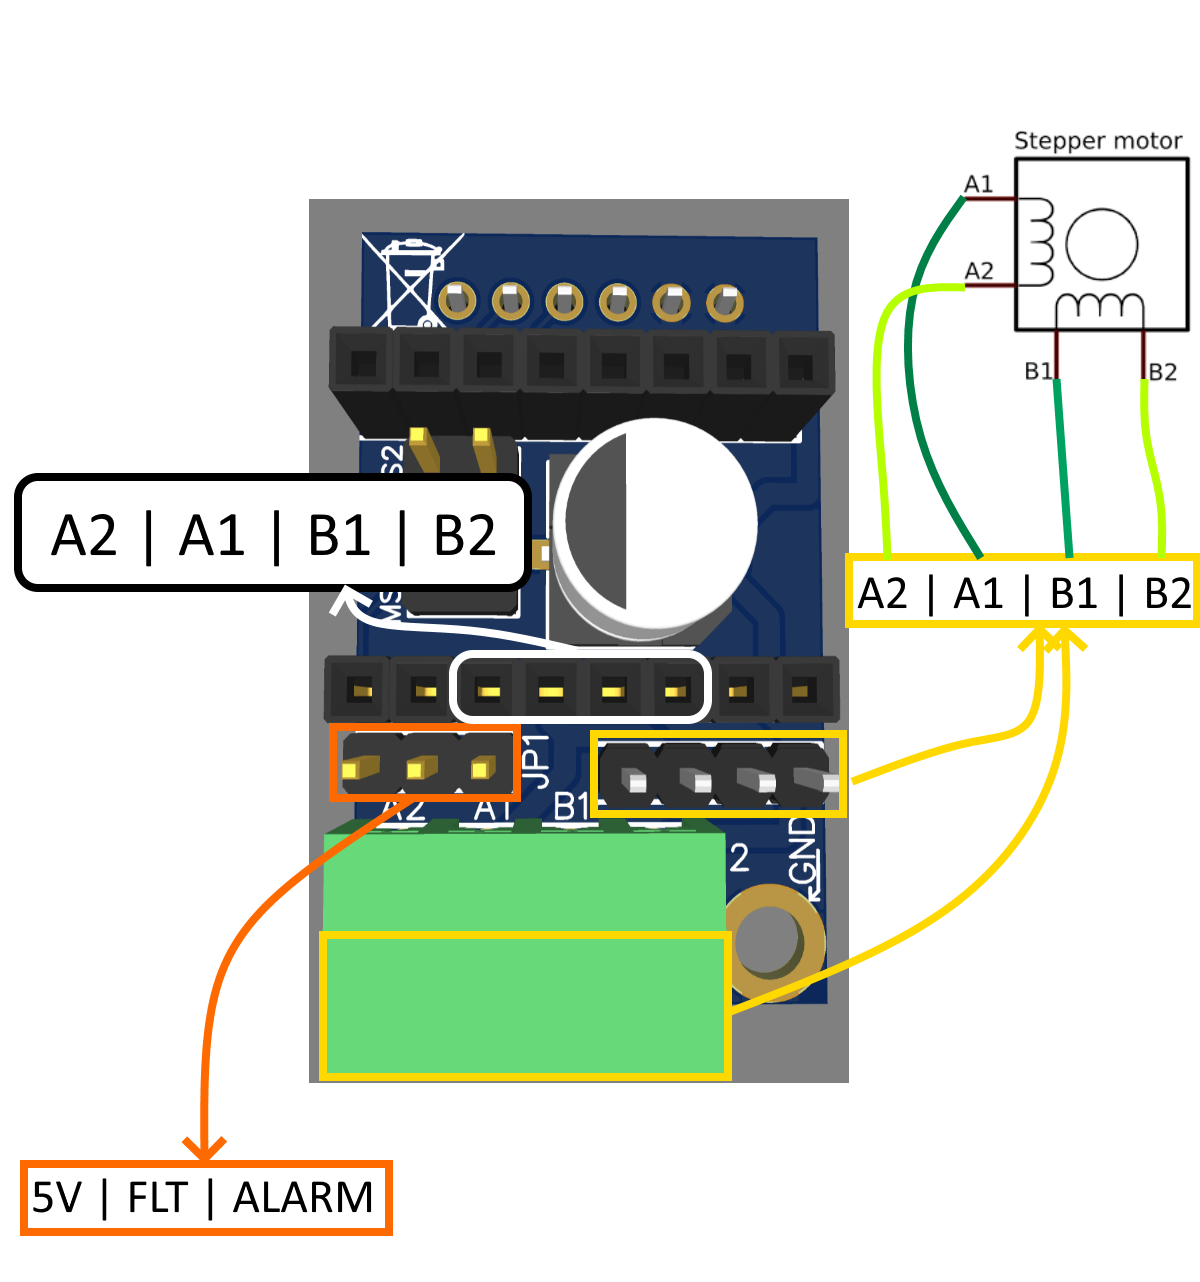 Stepper motor
A1
A2
B1
B2
S2
A2 | A1 | B1 | B2
MS
A2 | A1 | B1 | B2
JP1
A2 A1 B1
2
GND
5V | FLT | ALARM